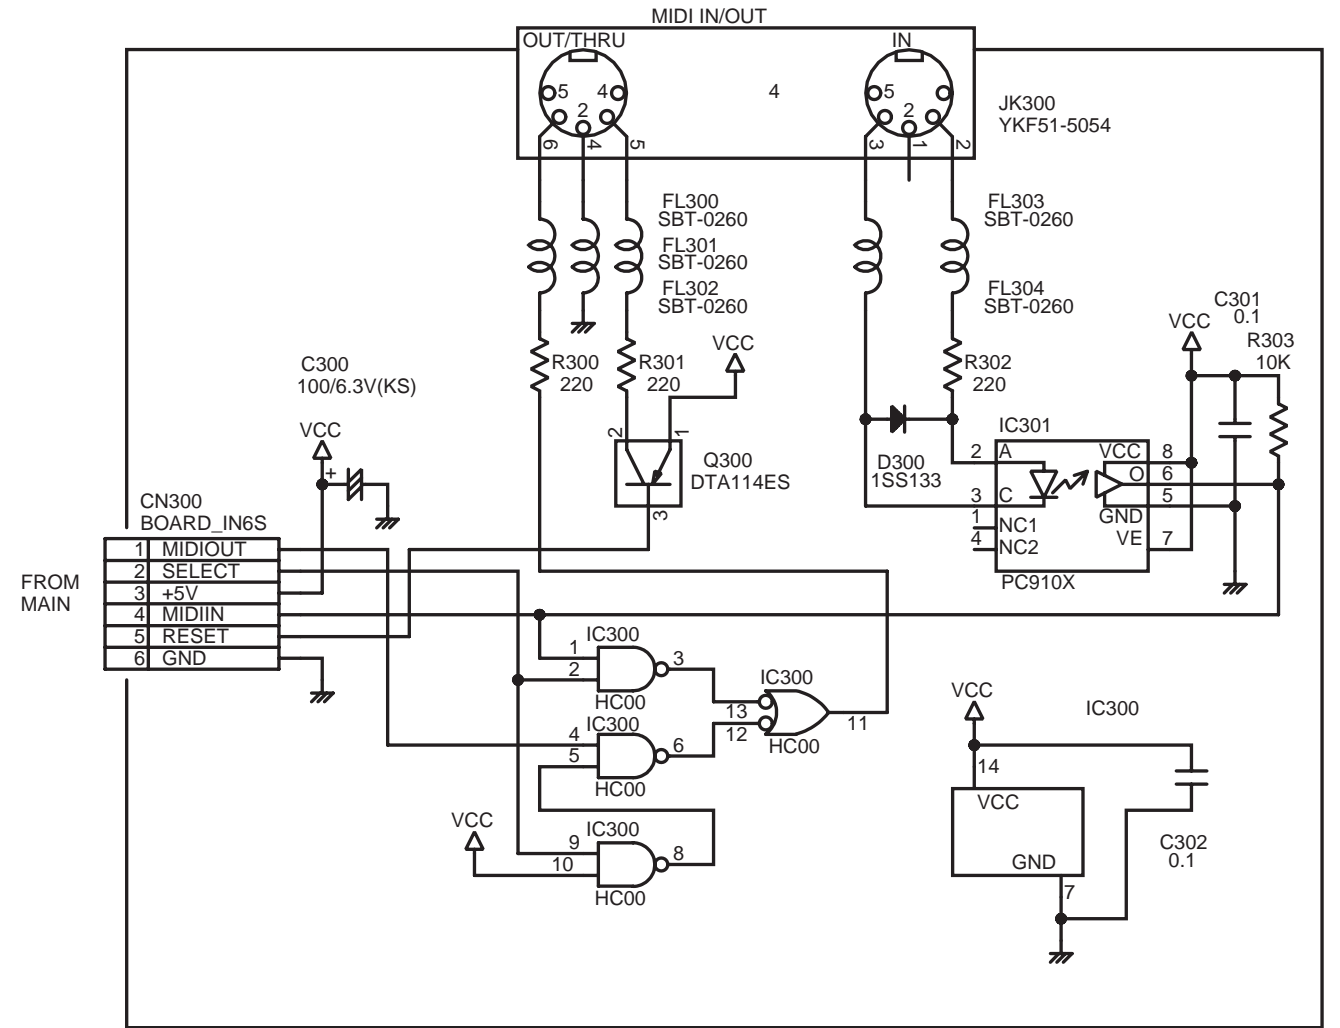 MIDI IN/OUT
OUT/THRU
IN
5
4
2
4
5
2
JK300
YKF51-5054
6
4
5
3
1
2
FL300
SBT-0260
FL301
SBT-0260
FL302
SBT-0260
FL303
SBT-0260
FL304
SBT-0260
C301
0.1
VCC
R303
10K
C300
100/6.3V(KS)
R300
220
R301
220
VCC
R302
220
VCC
+
2
1
Q300
DTA114ES
3
D300
1SS133
IC301
2
A
VCC
8
O
6
3
C
5
GND
1
NC1
4
NC2
VE
7
PC910X
CN300
BOARD_IN6S
FROM
MAIN
1 MIDIOUT
2 SELECT
3 +5V
4 MIDIIN
5 RESET
6 GND
IC300
1
2
3
HC00
IC300
4
5
6
HC00
IC300
13
12
11
HC00
VCC
IC300
9
10
8
HC00
VCC
IC300
14
VCC
GND
7
C302
0.1